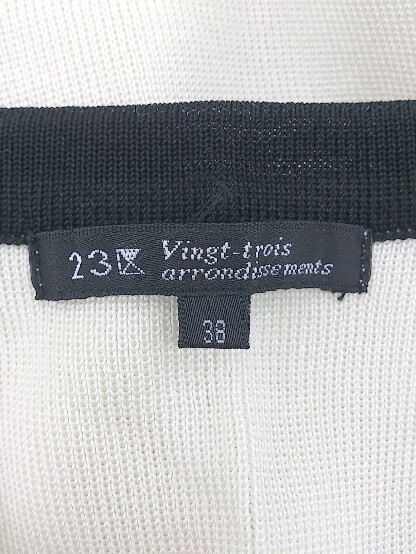 23区 Vingt-trois
arrondissements
38